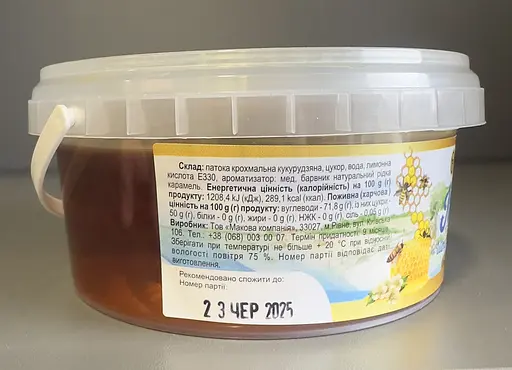 Склад: патока крохмальна кукурудзяна, цукор, вода, лимонна
кислота Е330, ароматизатор: мед, барвник натуральний рідка
карамель. Енергетична цінність (калорійність) на 100 g (г)
продукту: 1208,4 kJ (кДж), 289,1 kcal (ккал). Поживна (харчова)
цінність на 100 g (г) продукту: вуглеводи - 71,8 g (г), із них цукри -
50 g (г), білки - 0 g (г), жири - 0 g (г), НЖК - 0 g (г), сіль - 0,05 g (г).
Виробник: Тов «Макова компанія», 33027, м.Рівне, вул. Київська
106. Тел.: +38 (068) 003 00 07. Термін придатності: 9 місяців.
Зберігати при температурі не більше + 20 °C при відносній
вологості повітря 75 %. Номер партії відповідає даті
виготовлення.
Рекомендовано спожити до:
Номер партії:
2 3 ЧЕР 2025